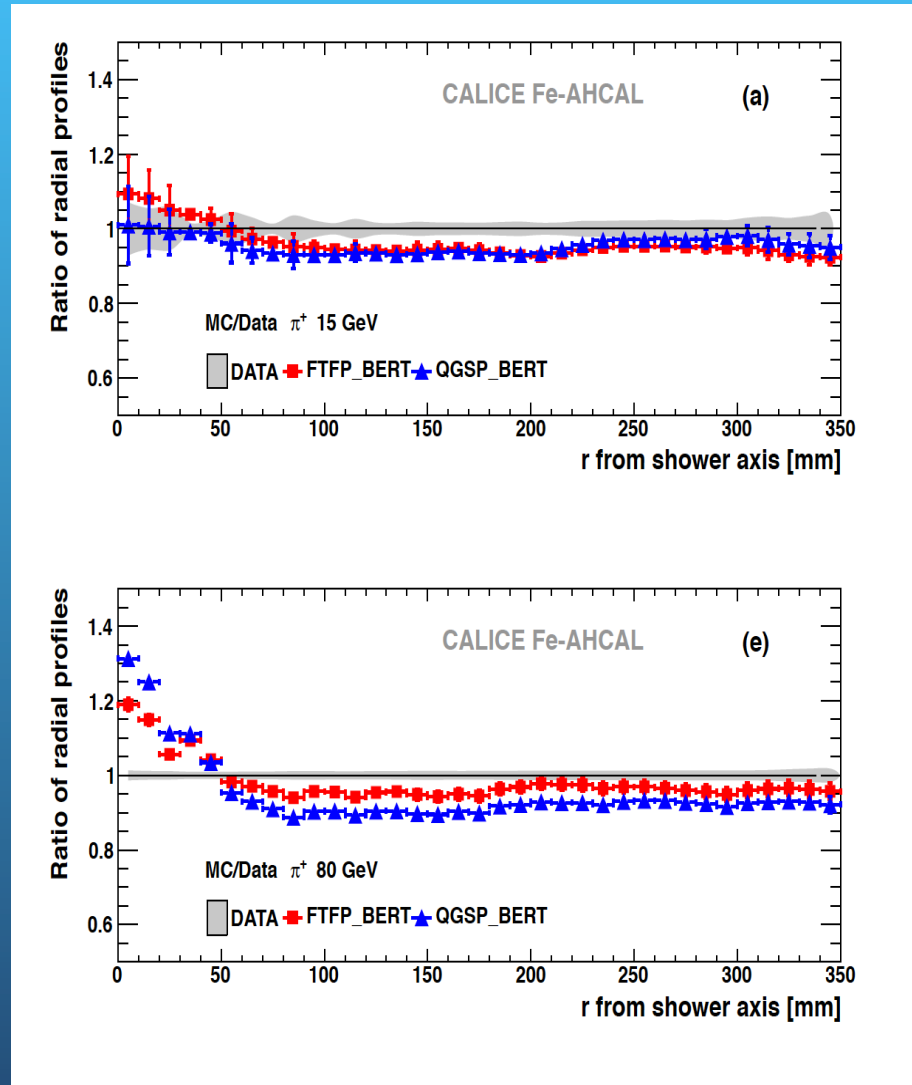 Ratio of radial profiles
1.4
1.2
1
0.8
0.6
CALICE Fe-AHCAL
(a)
MC/Data π+ 15 GeV
DATA FTFP_BERT QGSP_BERT
0 50 100 150 200 250 300 350
r from shower axis [mm]
Ratio of radial profiles
1.4
1.2
1
0.8
0.6
CALICE Fe-AHCAL
(e)
MC/Data π+ 80 GeV
DATA FTFP_BERT QGSP_BERT
0 50 100 150 200 250 300 350
r from shower axis [mm]